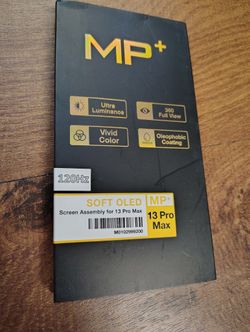 MP+
Ultra
Luminance
360
Full View
Vivid
Color
Oleophobic
Coating
120Hz
SOFT OLED
Screen Assembly for 13 Pro Max
MP+
13 Pro
Max